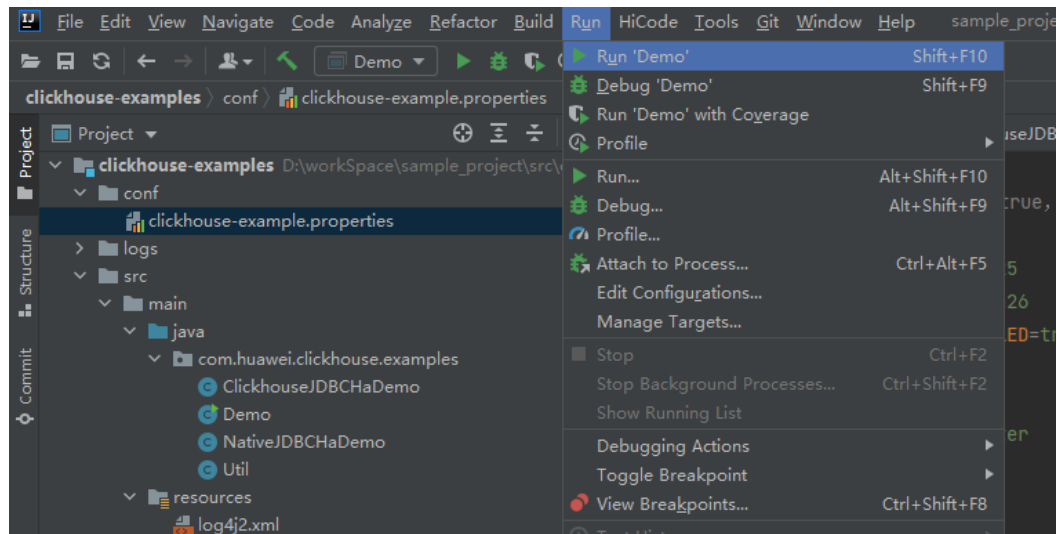 File Edit View Navigate Code Analyze Refactor Build Run HiCode Tools Git Window Help sample_proje
Demo
clickhouse-examples conf clickhouse-example.properties
Project
Project
Structure
Commit
clickhouse-examples D:\workSpace\sample_project\src\
conf
clickhouse-example.properties
logs
src
main
java
com.huawei.clickhouse.examples
ClickhouseJDBCHaDemo
Demo
NativeJDBCHaDemo
Util
resources
log4j2.xml
Run 'Demo' Shift+F10
Debug 'Demo' Shift+F9
Run 'Demo' with Coverage
Profile
Run... Alt+Shift+F10
Debug... Alt+Shift+F9
Profile...
Attach to Process... Ctrl+Alt+F5
Edit Configurations...
Manage Targets...
Stop Ctrl+F2
Stop Background Processes... Ctrl+Shift+F2
Show Running List
Debugging Actions
Toggle Breakpoint
View Breakpoints... Ctrl+Shift+F8
useJDB
true,
5
26
ED=tr
er